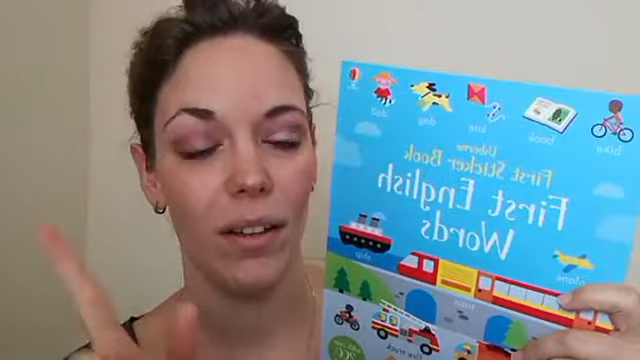 doll dog kite book bike
Usborne
First Sticker Book
First English
Words
ship plane
train
fire truck